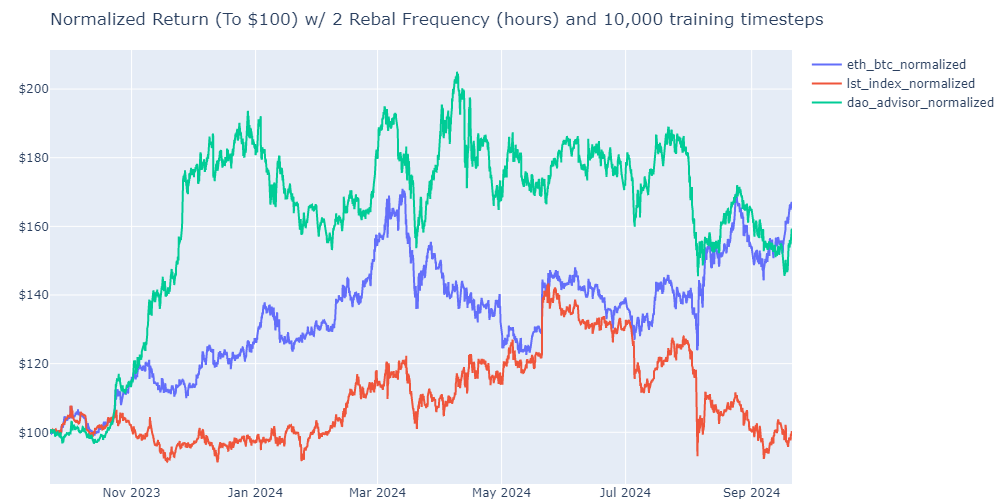 Normalized Return (To $100) w/ 2 Rebal Frequency (hours) and 10,000 training timesteps
eth_btc_normalized
lst_index_normalized
dao_advisor_normalized
$200
$180
$160
$140
$120
$100
Nov 2023
Jan 2024
Mar 2024
May 2024
Jul 2024
Sep 2024